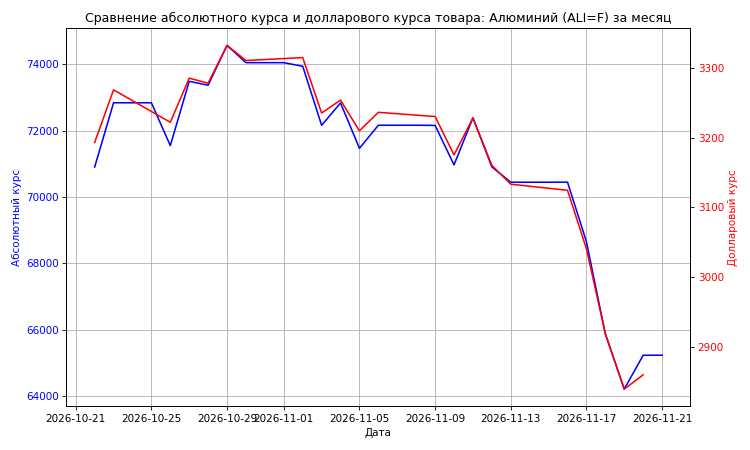 Сравнение абсолютного курса и долларового курса товара: Алюминий (ALI=F) за месяц
Абсолютный курс
74000
72000
70000
68000
66000
64000
3300
3200
3100
3000
2900
Долларовый курс
2026-10-21 2026-10-25 2026-10-29 2026-11-01 2026-11-05 2026-11-09 2026-11-13 2026-11-17 2026-11-21
Дата